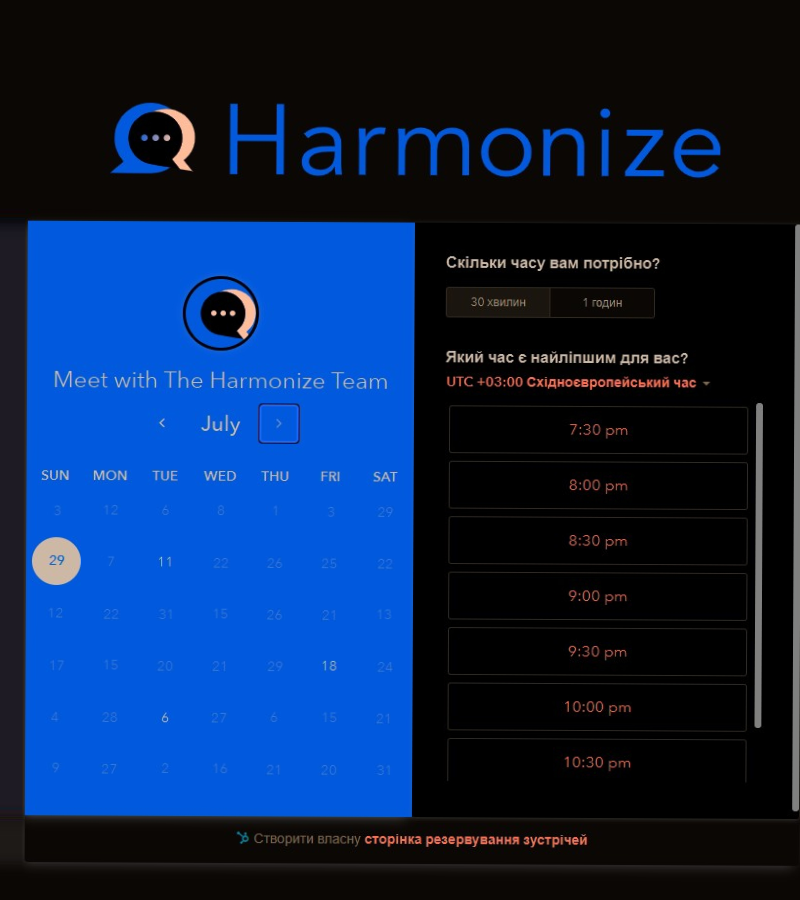 Harmonize
Meet with The Harmonize Team
July
SUN MON TUE WED THU FRI SAT
3 12 6 8 1 3 29
29 7 11 22 26 25 22
12 22 31 15 26 21 13
17 15 20 21 29 18 24
4 28 6 27 6 15 21
9 27 2 16 21 20 31
Скільки часу вам потрібно?
30 хвилин 1 годин
Який час є найліпшим для вас?
UTC +03:00 Східноєвропейський час
7:30 pm
8:00 pm
8:30 pm
9:00 pm
9:30 pm
10:00 pm
10:30 pm
Створити власну сторінка резервування зустрічей